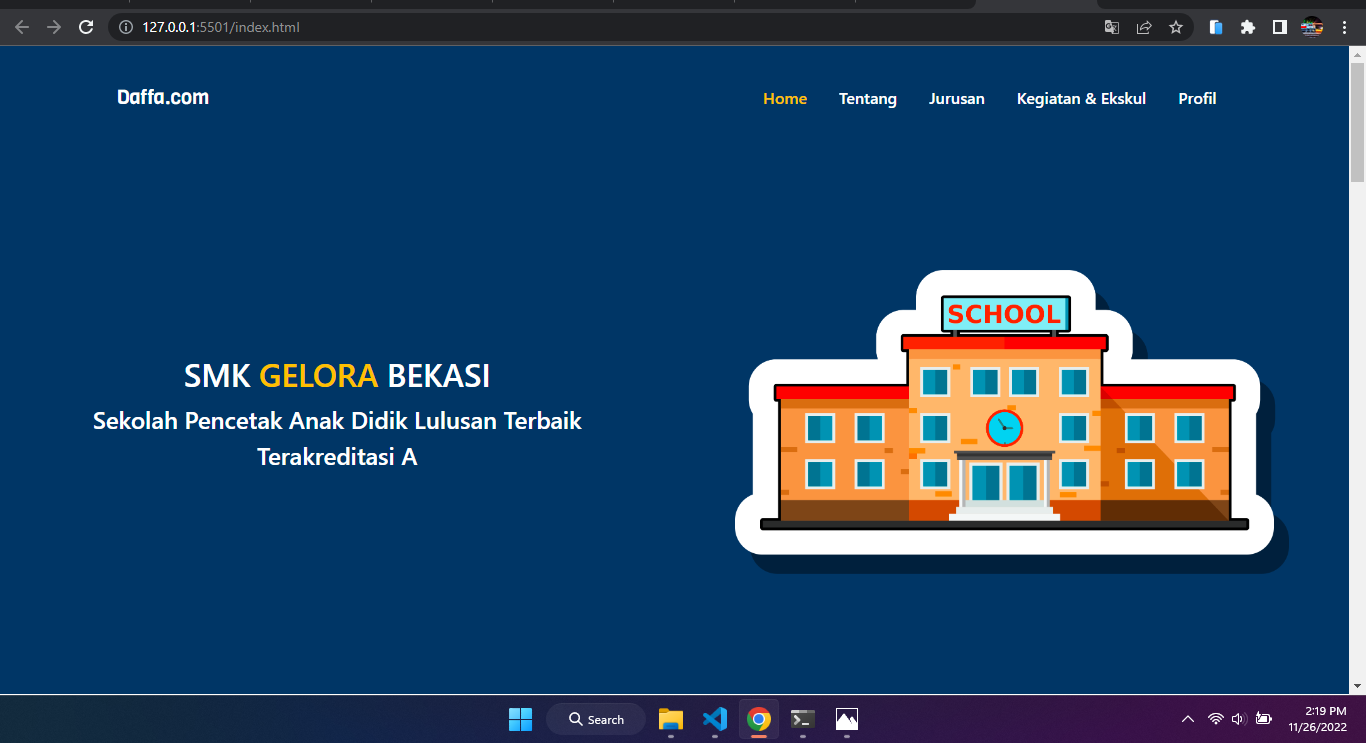 127.0.0.1:5501/index.html
Daffa.com
Home Tentang Jurusan Kegiatan & Ekskul Profil
SCHOOL
SMK GELORA BEKASI
Sekolah Pencetak Anak Didik Lulusan Terbaik
Terakreditasi A
Search
2:19 PM
11/26/2022